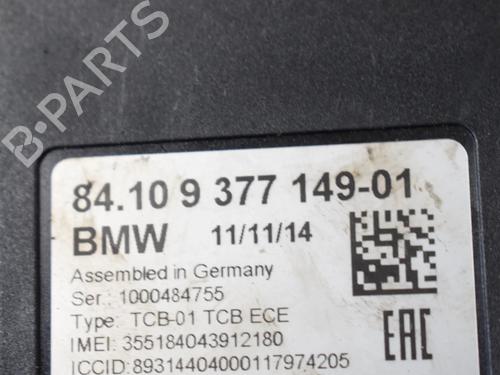 B-PARTS
84.10 9 377 149-01
BMW 11/11/14
Assembled in Germany
Ser.: 1000484755
Type: TCB-01 TCB ECE
IMEI: 355184043912180
ICCID: 89314404000117974205
EAC